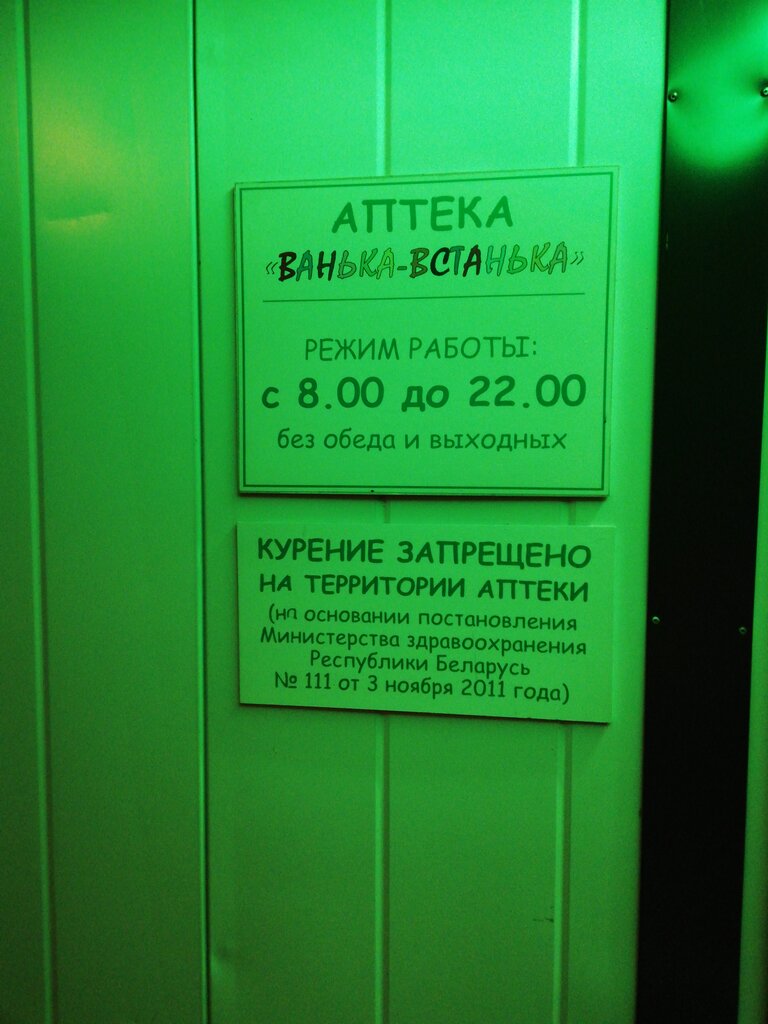 АПТЕКА
«ВАНЬКА-ВСТАНЬКА»
РЕЖИМ РАБОТЫ:
с 8.00 до 22.00
без обеда и выходных
КУРЕНИЕ ЗАПРЕЩЕНО
НА ТЕРРИТОРИИ АПТЕКИ
(на основании постановления
Министерства здравоохранения
Республики Беларусь
№ 111 от 3 ноября 2011 года)